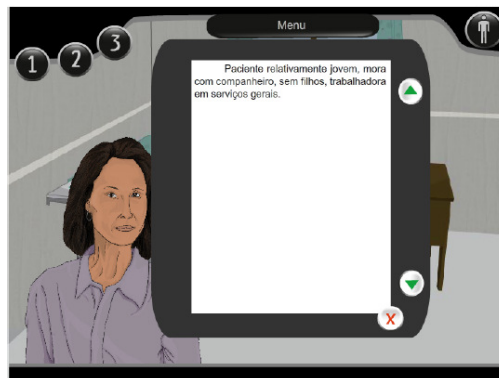 Menu
1
2
3
Paciente relativamente jovem, mora
com companheiro, sem filhos, trabalhadora
em serviços gerais.
X